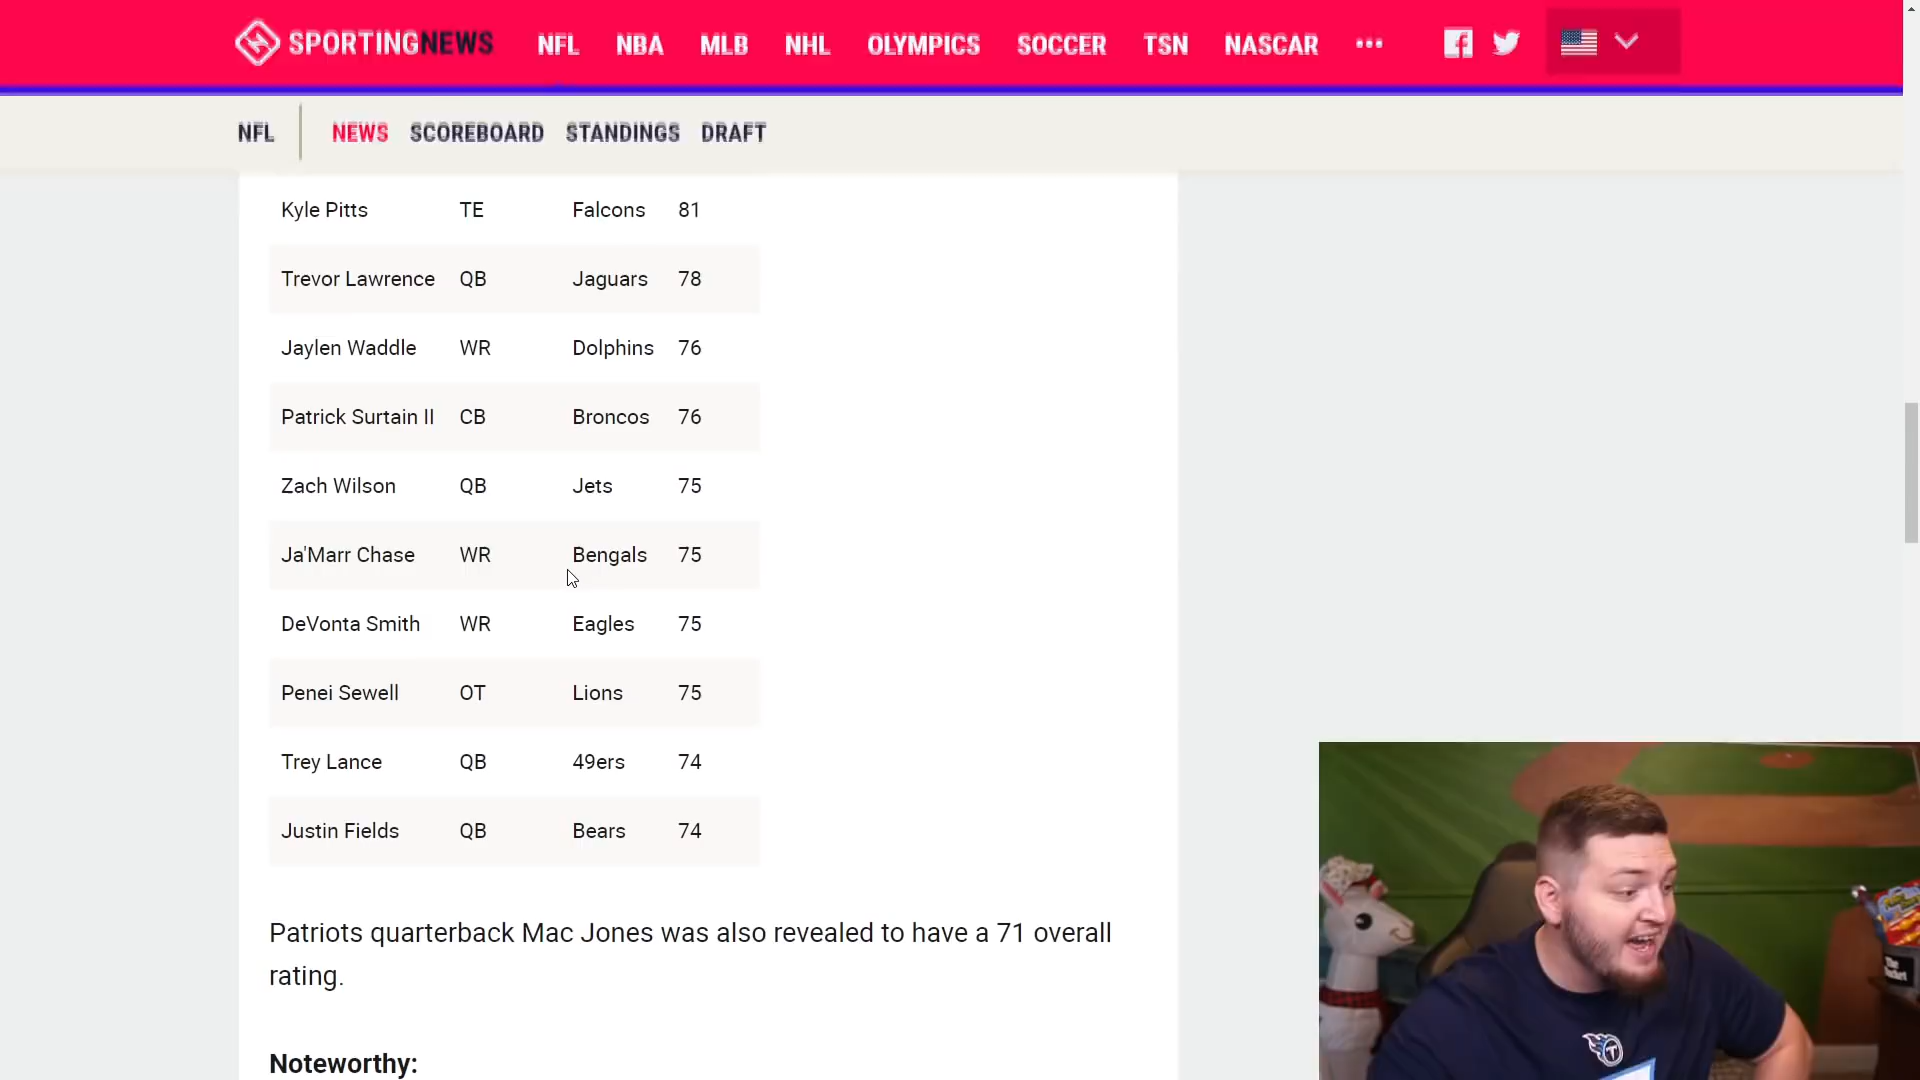 SPORTINGNEWS NFL NBA MLB NHL OLYMPICS SOCCER TSN NASCAR
NFL NEWS SCOREBOARD STANDINGS DRAFT
Kyle Pitts TE Falcons 81
Trevor Lawrence QB Jaguars 78
Jaylen Waddle WR Dolphins 76
Patrick Surtain II CB Broncos 76
Zach Wilson QB Jets 75
Ja'Marr Chase WR Bengals 75
DeVonta Smith WR Eagles 75
Penei Sewell OT Lions 75
Trey Lance QB 49ers 74
Justin Fields QB Bears 74
Patriots quarterback Mac Jones was also revealed to have a 71 overall
rating.
Noteworthy: